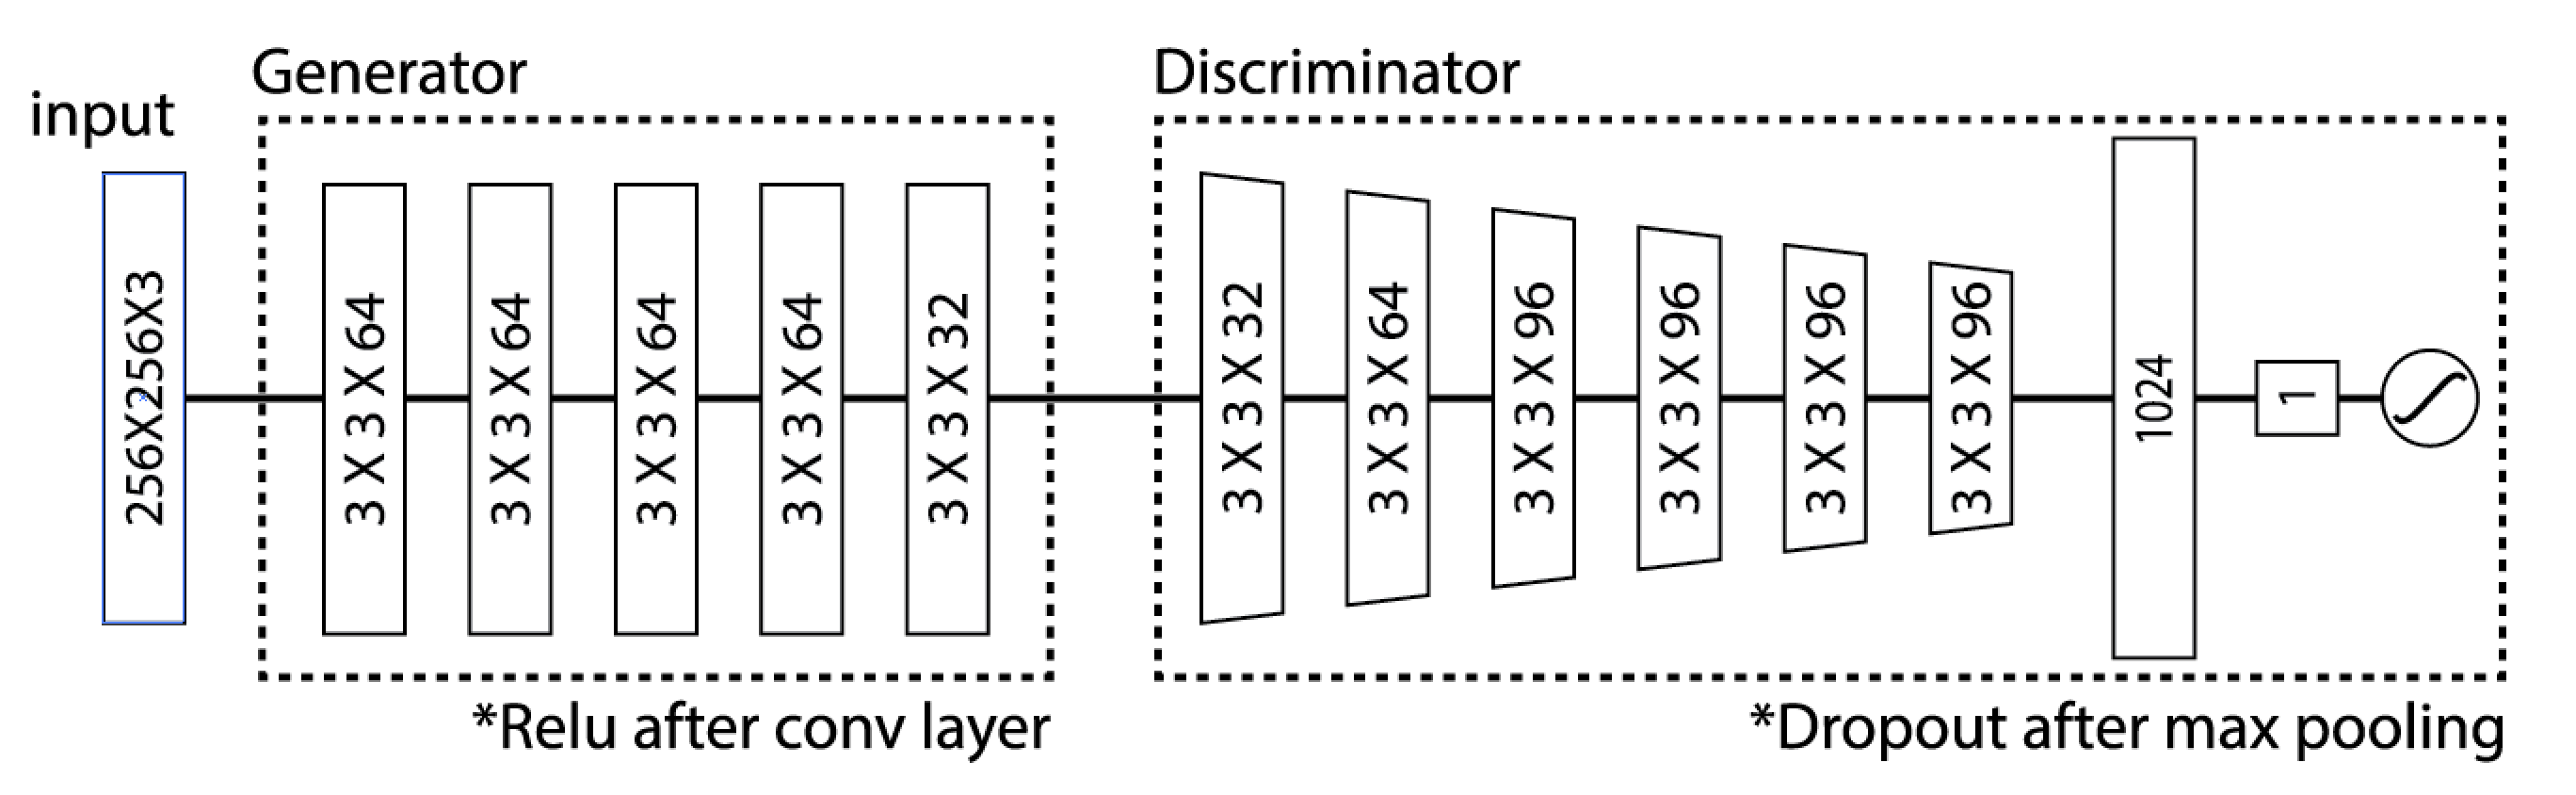 input
Generator
Discriminator
256X256X3
3 X 3 X 64
3 X 3 X 64
3 X 3 X 64
3 X 3 X 64
3 X 3 X 32
3 X 3 X 32
3 X 3 X 64
3 X 3 X 96
3 X 3 X 96
3 X 3 X 96
3 X 3 X 96
1024
1
*Relu after conv layer
*Dropout after max pooling